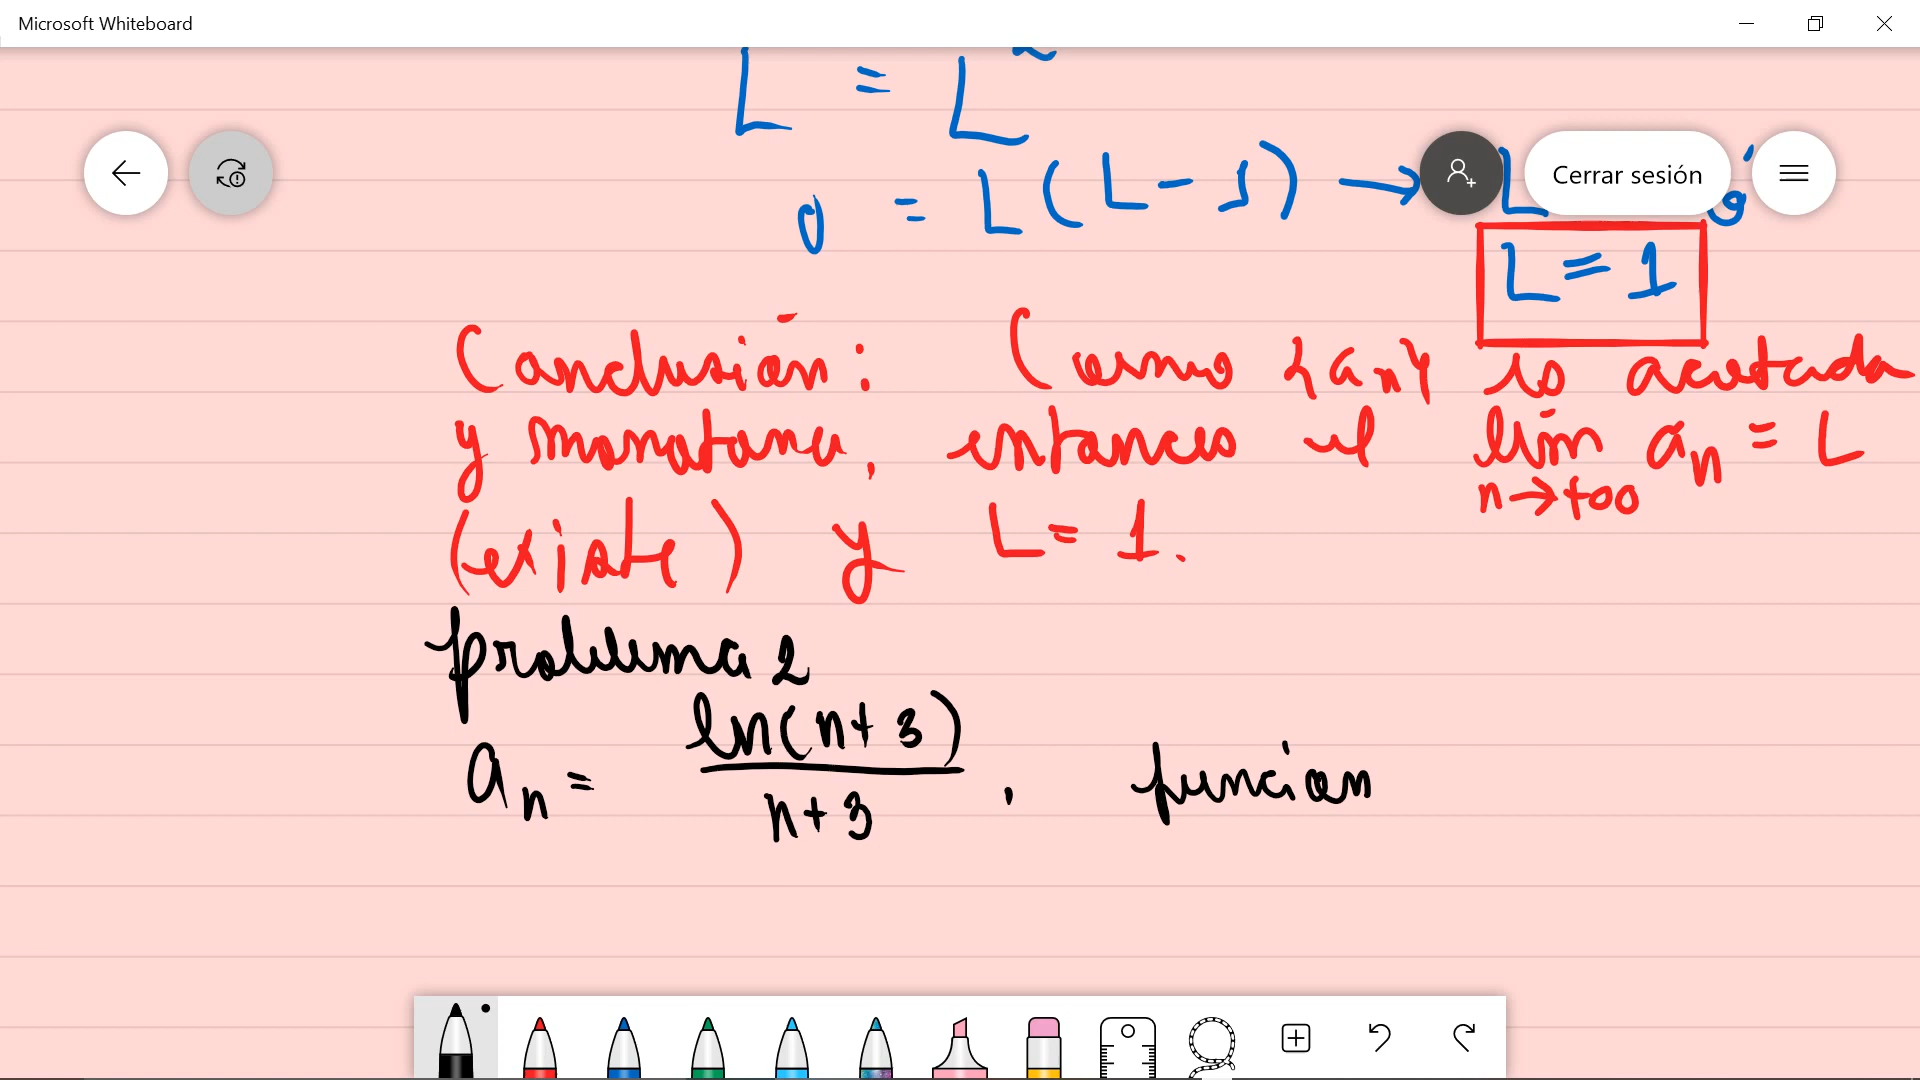 Microsoft Whiteboard
L = L²
0 = L(L-1) → L
Cerrar sesión
L = 1
Conclusión: Como {an} es acotada
y monotona, entonces el lim an = L
n→+∞
(existe) y L = 1.
problema 2
an = ln(n+3)
n+3
. funcion